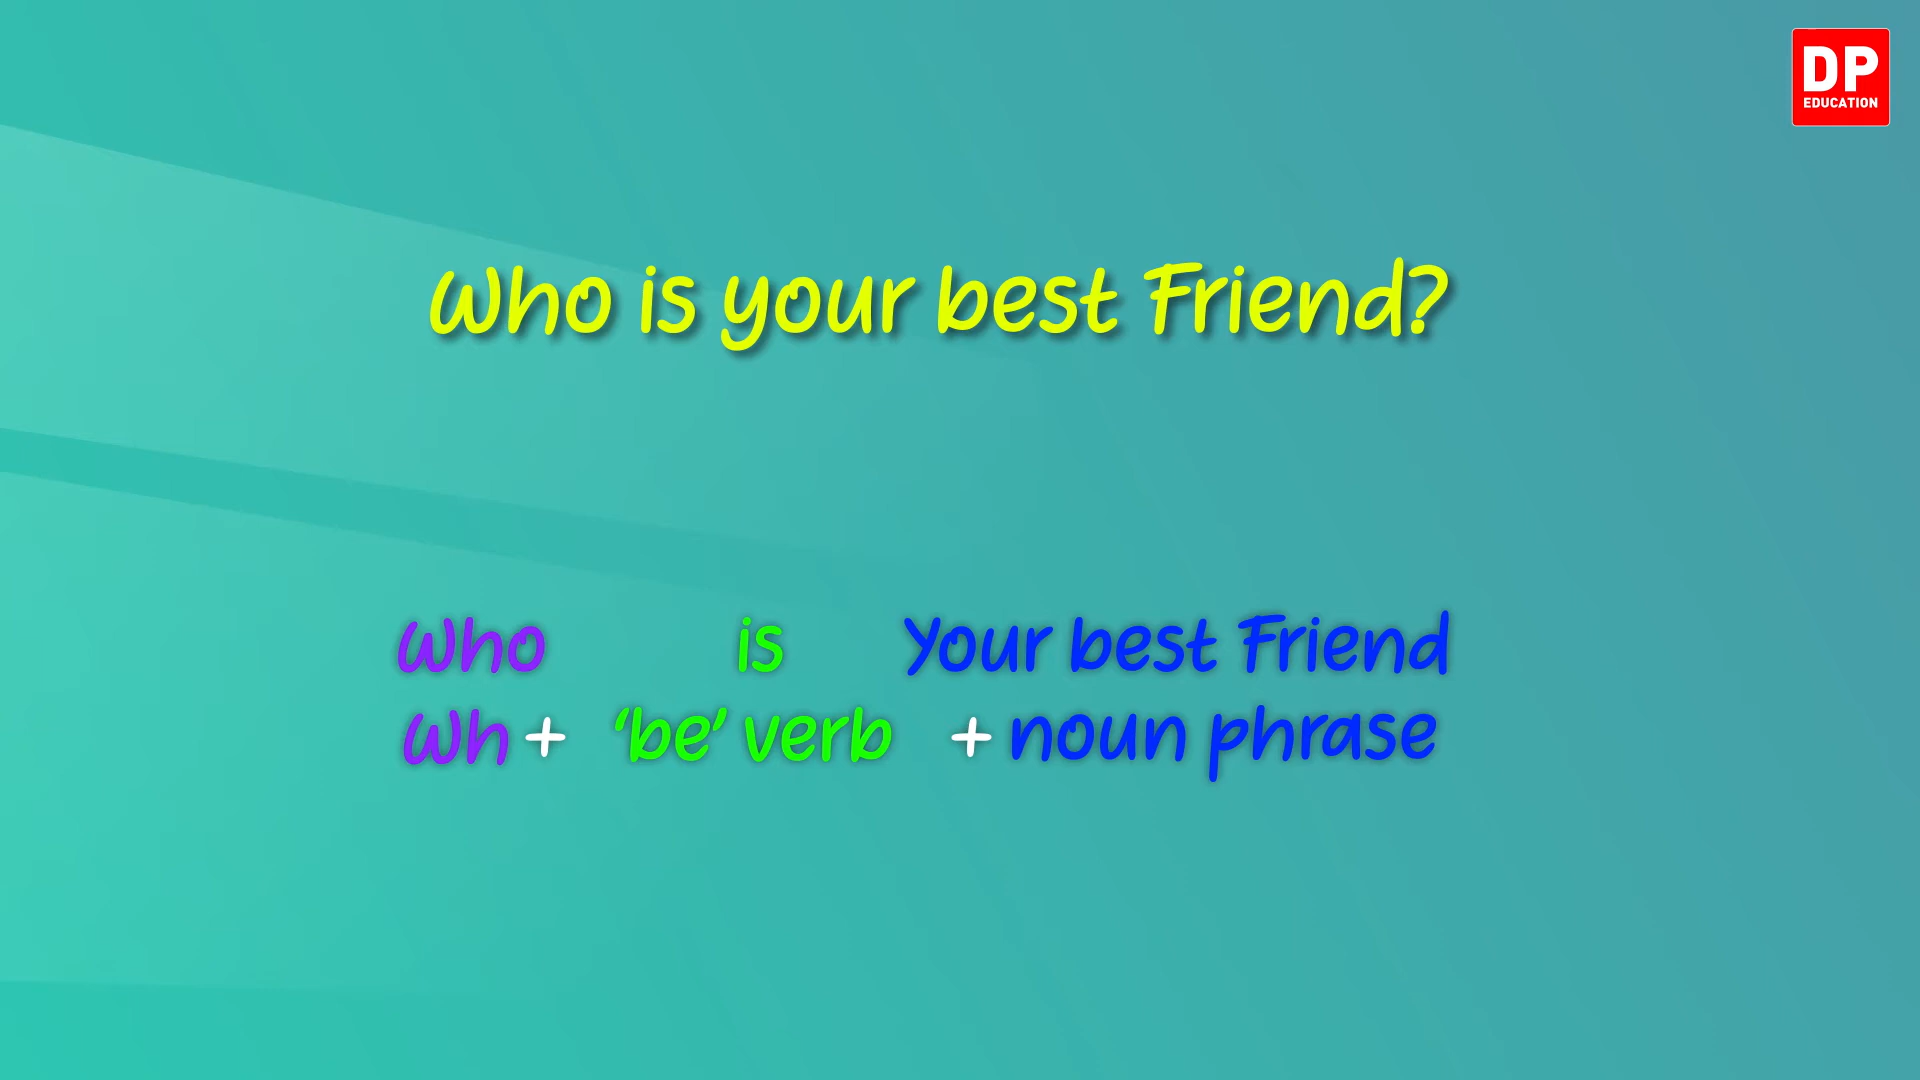 DP
EDUCATION
Who is your best Friend?
Who is Your best Friend
Wh + ‘be’ verb + noun phrase